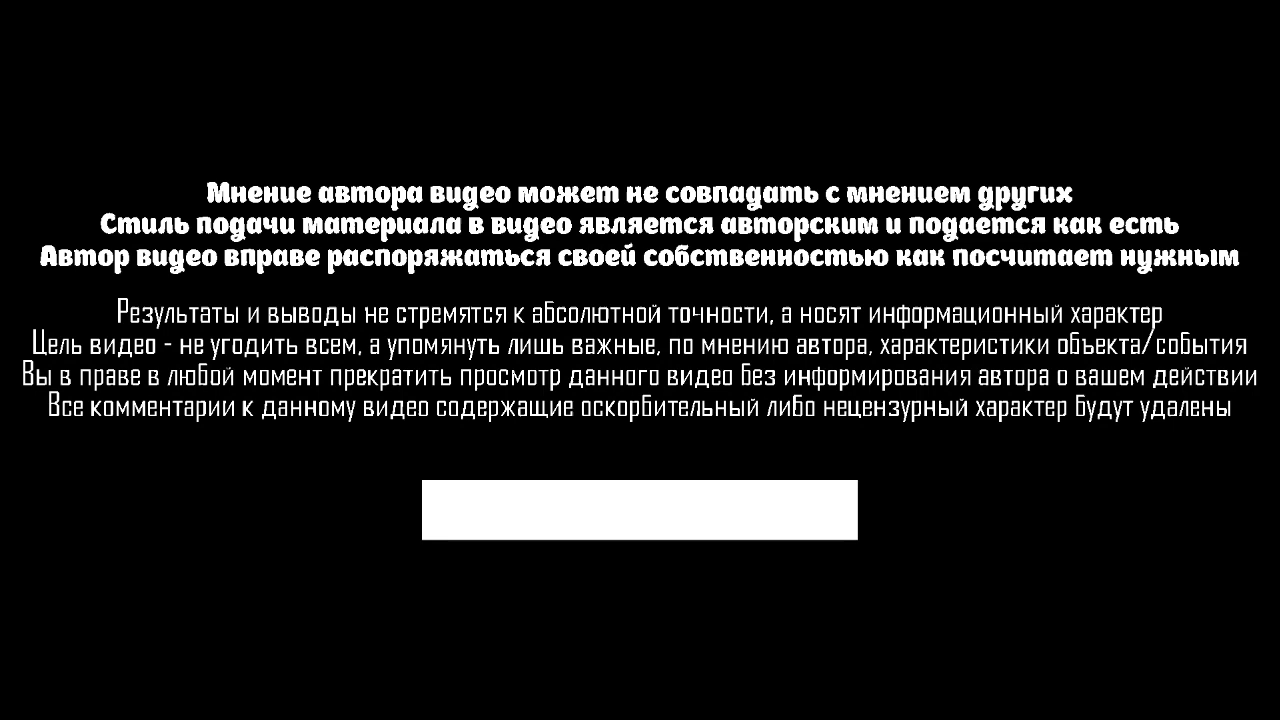 Мнение автора видео может не совпадать с мнением других
Стиль подачи материала в видео является авторским и подается как есть
Автор видео вправе распоряжаться своей собственностью как посчитает нужным
Результаты и выводы не стремятся к абсолютной точности, а носят информационный характер
Цель видео - не угодить всем, а упомянуть лишь важные, по мнению автора, характеристики объекта/события
Вы в праве в любой момент прекратить просмотр данного видео без информирования автора о вашем действии
Все комментарии к данному видео содержащие оскорбительный либо нецензурный характер будут удалены